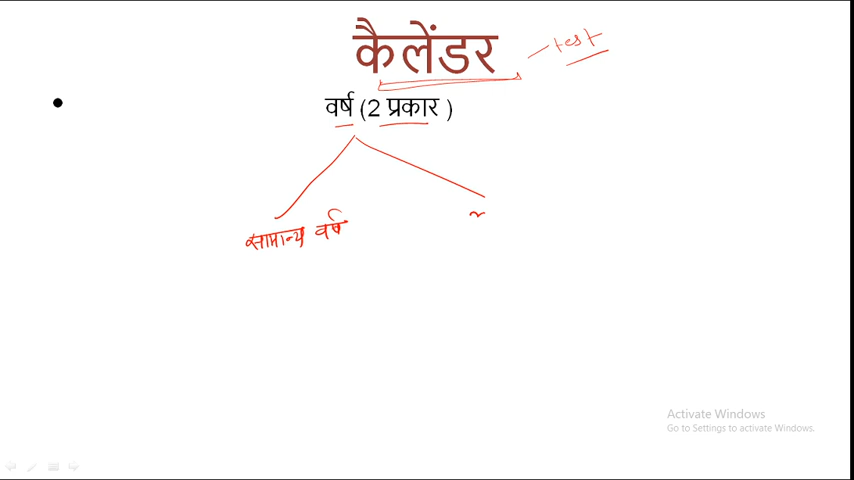 कैलेंडर
test
वर्ष (2 प्रकार )
सामान्य वर्ष
Activate Windows
Go to Settings to activate Windows.